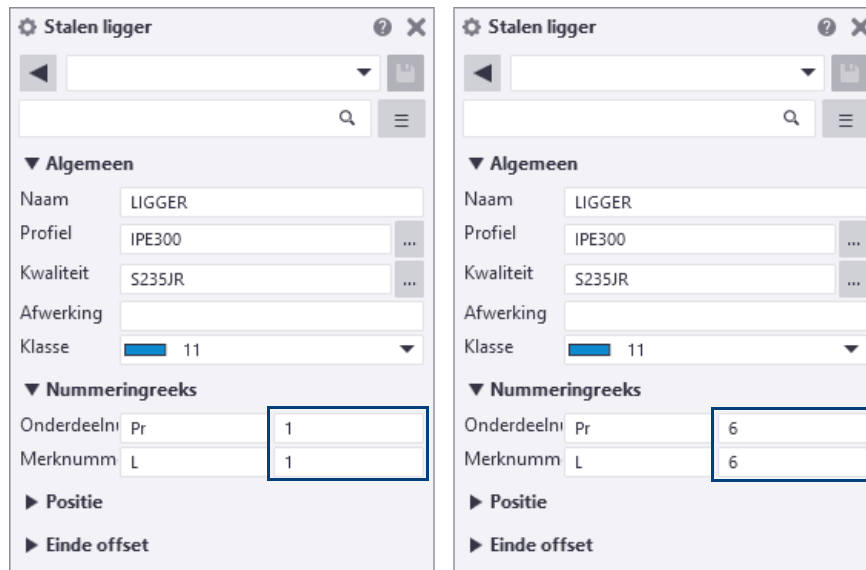 Stalen ligger
Algemeen
Naam LIGGER
Profiel IPE300 ...
Kwaliteit S235JR ...
Afwerking
Klasse 11
Nummeringreeks
Onderdeelnu Pr 1
Merknumm L 1
Positie
Einde offset
Stalen ligger
Algemeen
Naam LIGGER
Profiel IPE300 ...
Kwaliteit S235JR ...
Afwerking
Klasse 11
Nummeringreeks
Onderdeelnu Pr 6
Merknumm L 6
Positie
Einde offset